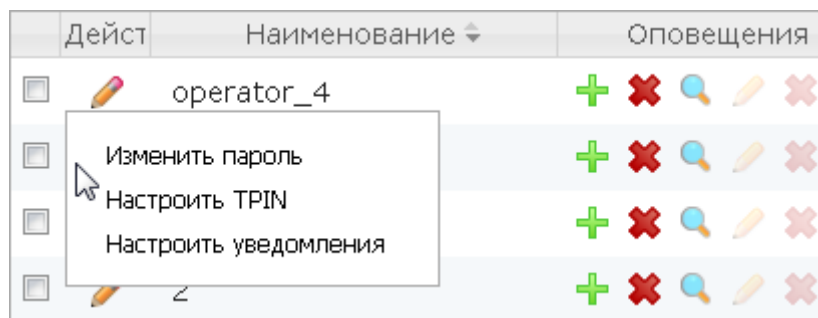 Дейст Наименование Оповещения
operator_4
Изменить пароль
Настроить TPIN
Настроить уведомления
2